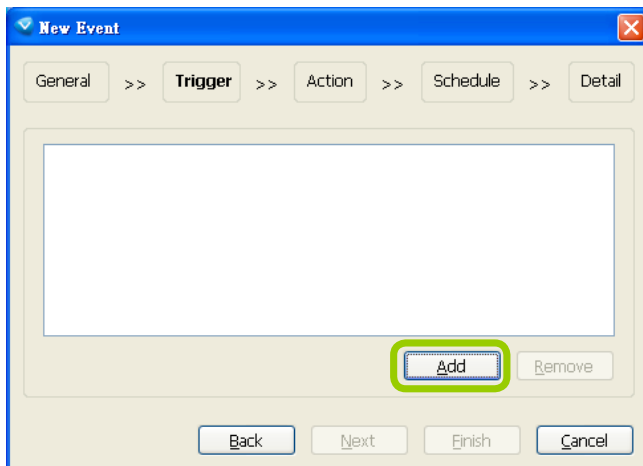 New Event
General >> Trigger >> Action >> Schedule >> Detail
Add Remove
Back Next Finish Cancel